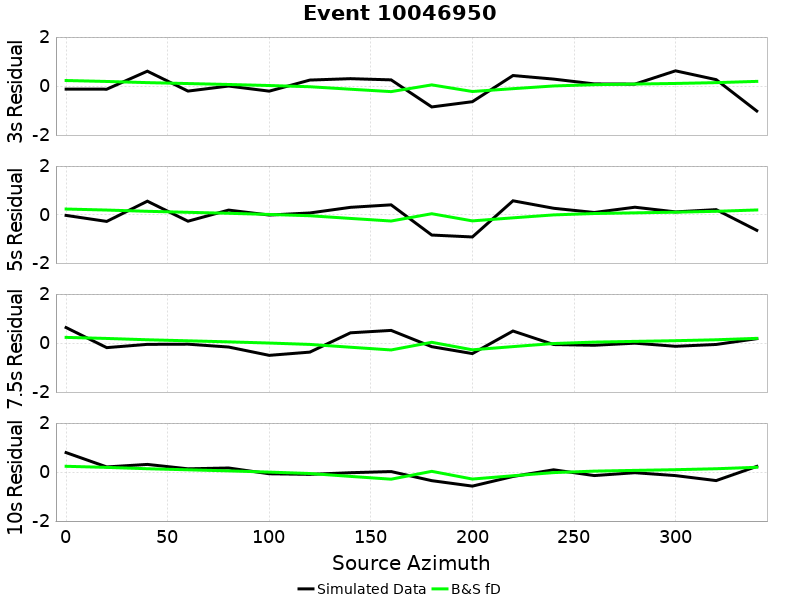 Event 10046950
3s Residual
2
0
-2
5s Residual
2
0
-2
7.5s Residual
2
0
-2
10s Residual
2
0
-2
0 50 100 150 200 250 300
Source Azimuth
Simulated Data B&S fD